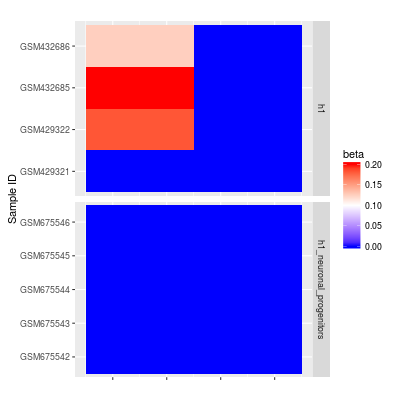 Sample ID
GSM432686
GSM432685
GSM429322
GSM429321
h1
GSM675546
GSM675545
GSM675544
GSM675543
GSM675542
h1_neuronal_progenitors
beta
0.20
0.15
0.10
0.05
0.00